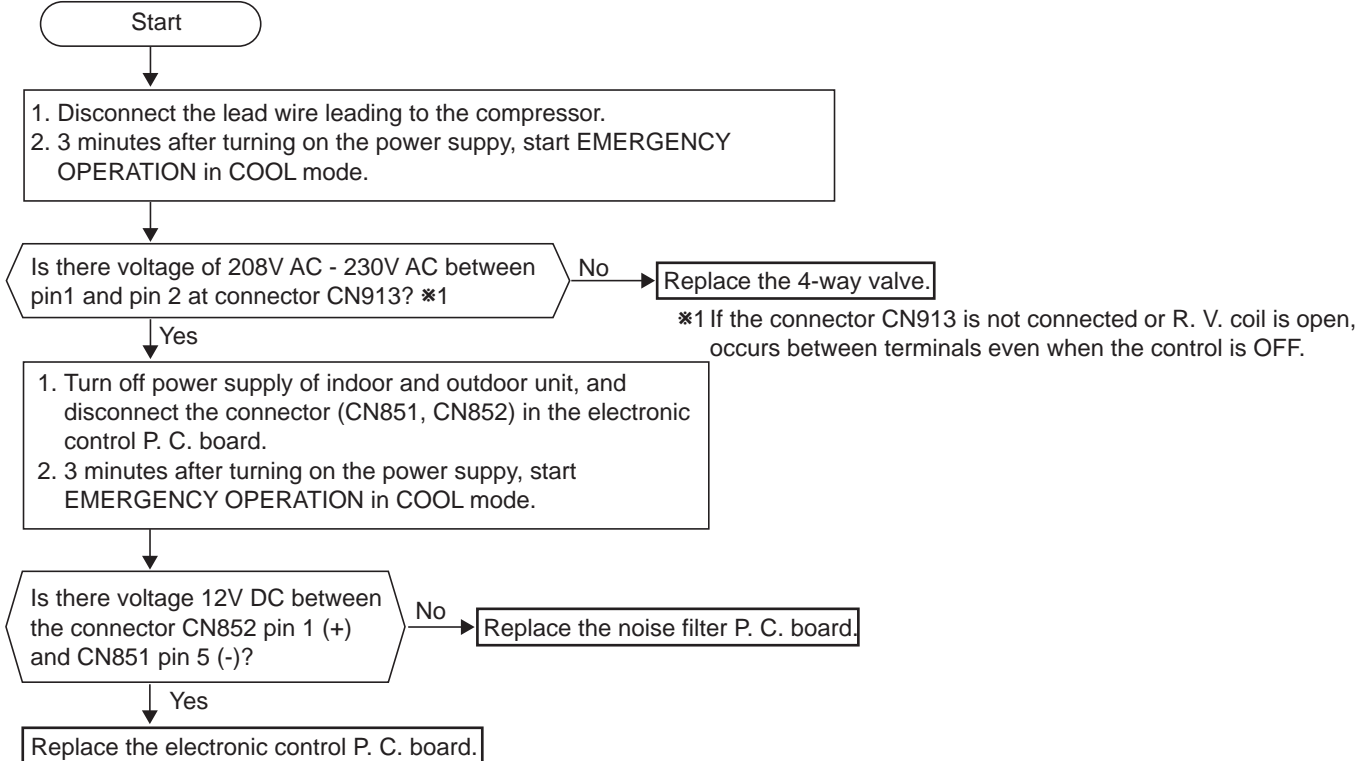 Start
1. Disconnect the lead wire leading to the compressor.
2. 3 minutes after turning on the power suppy, start EMERGENCY
OPERATION in COOL mode.
Is there voltage of 208V AC - 230V AC between
pin1 and pin 2 at connector CN913? ※1
No
Replace the 4-way valve.
※1 If the connector CN913 is not connected or R. V. coil is open,
occurs between terminals even when the control is OFF.
Yes
1. Turn off power supply of indoor and outdoor unit, and
disconnect the connector (CN851, CN852) in the electronic
control P. C. board.
2. 3 minutes after turning on the power suppy, start
EMERGENCY OPERATION in COOL mode.
Is there voltage 12V DC between
the connector CN852 pin 1 (+)
and CN851 pin 5 (-)?
No
Replace the noise filter P. C. board.
Yes
Replace the electronic control P. C. board.